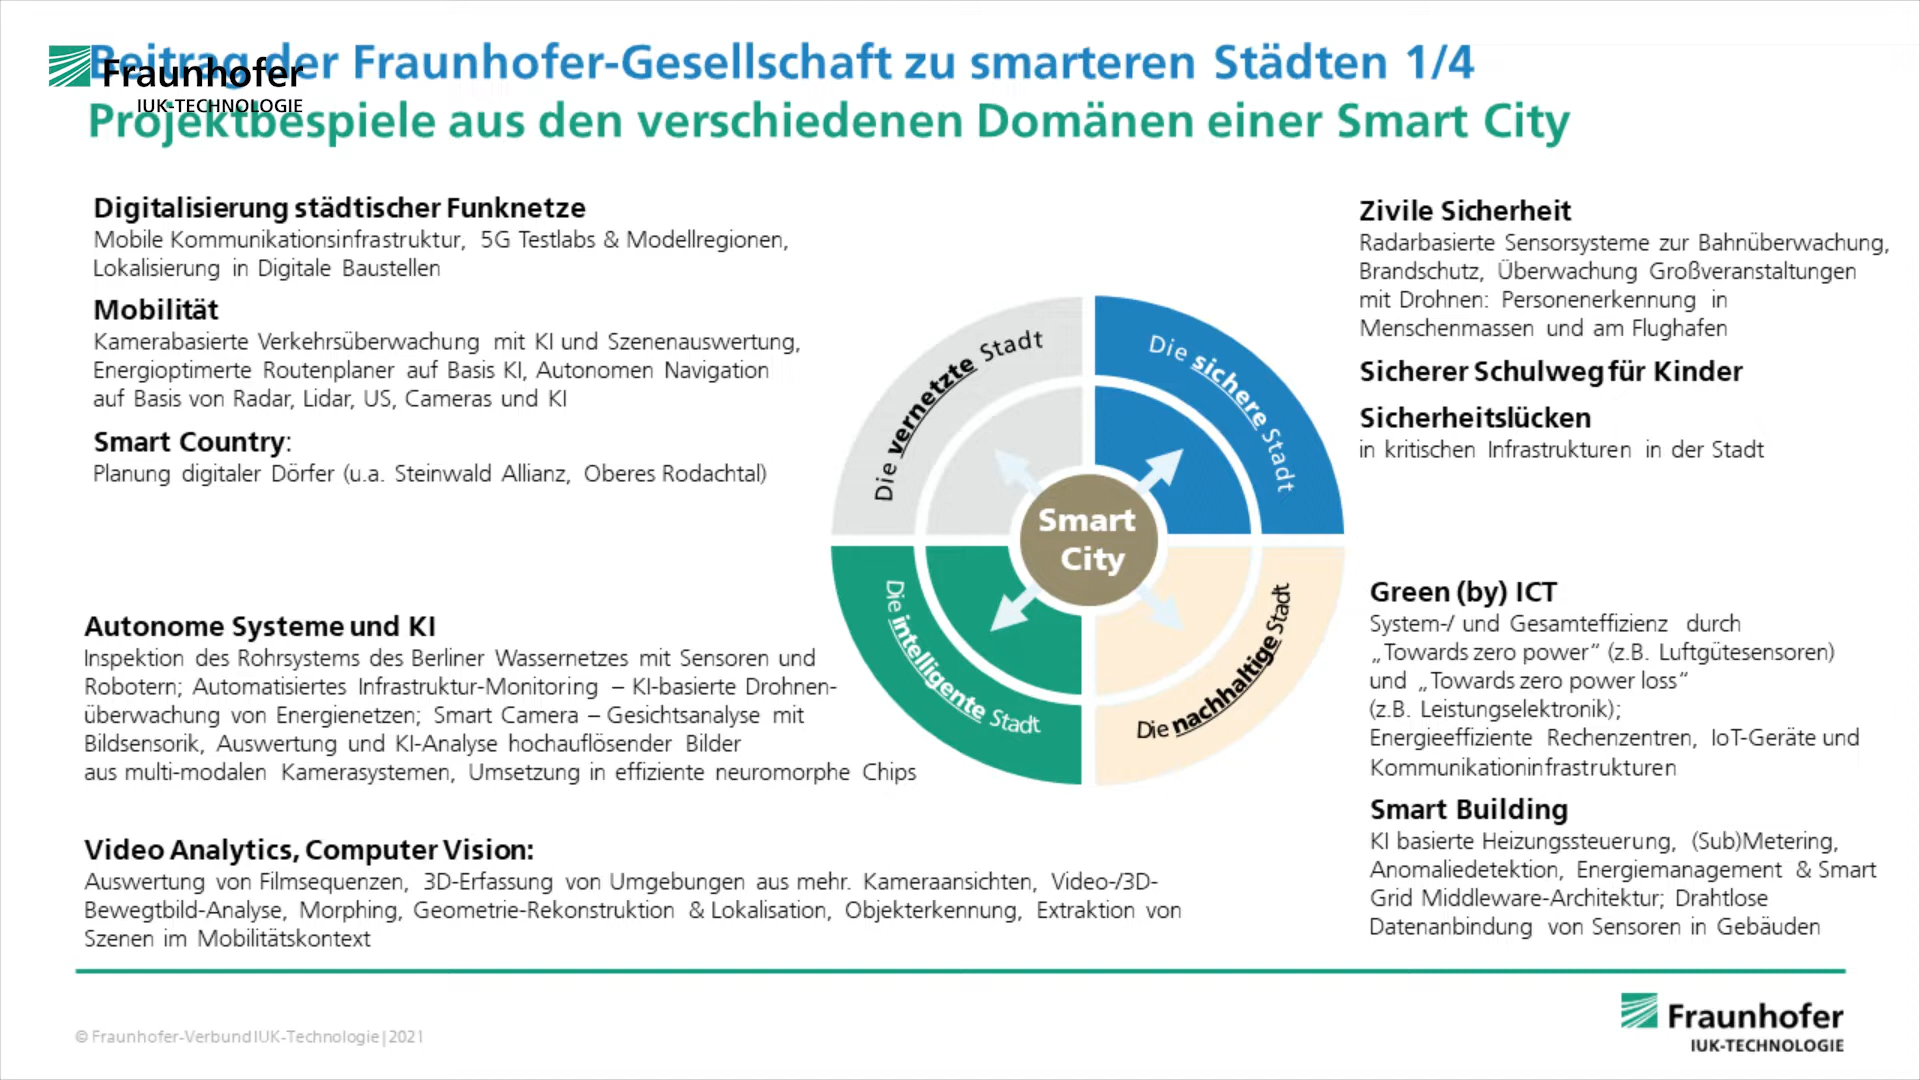 Beitrag der Fraunhofer-Gesellschaft zu smarteren Städten 1/4
Fraunhofer
IUK-TECHNOLOGIE
Projektbespiele aus den verschiedenen Domänen einer Smart City
Digitalisierung städtischer Funknetze
Mobile Kommunikationsinfrastruktur, 5G Testlabs & Modellregionen,
Lokalisierung in Digitale Baustellen
Mobilität
Kamerabasierte Verkehrsüberwachung mit KI und Szenenauswertung,
Energioptimerte Routenplaner auf Basis KI, Autonomen Navigation
auf Basis von Radar, Lidar, US, Cameras und KI
Smart Country:
Planung digitaler Dörfer (u.a. Steinwald Allianz, Oberes Rodachtal)
Zivile Sicherheit
Radarbasierte Sensorsysteme zur Bahnüberwachung,
Brandschutz, Überwachung Großveranstaltungen
mit Drohnen: Personenerkennung in
Menschenmassen und am Flughafen
Sicherer Schulweg für Kinder
Sicherheitslücken
in kritischen Infrastrukturen in der Stadt
Die vernetzte Stadt
Die sichere Stadt
Smart
City
Die intelligente Stadt
Die nachhaltige Stadt
Autonome Systeme und KI
Inspektion des Rohrsystems des Berliner Wassernetzes mit Sensoren und
Robotern; Automatisiertes Infrastruktur-Monitoring – KI-basierte Drohnen-
überwachung von Energienetzen; Smart Camera – Gesichtsanalyse mit
Bildsensorik, Auswertung und KI-Analyse hochauflösender Bilder
aus multi-modalen Kamerasystemen, Umsetzung in effiziente neuromorphe Chips
Video Analytics, Computer Vision:
Auswertung von Filmsequenzen, 3D-Erfassung von Umgebungen aus mehr. Kameraansichten, Video-/3D-
Bewegtbild-Analyse, Morphing, Geometrie-Rekonstruktion & Lokalisation, Objekterkennung, Extraktion von
Szenen im Mobilitätskontext
Green (by) ICT
System-/ und Gesamteffizienz durch
„Towards zero power“ (z.B. Luftgütesensoren)
und „Towards zero power loss“
(z.B. Leistungselektronik);
Energieeffiziente Rechenzentren, IoT-Geräte und
Kommunikationinfrastrukturen
Smart Building
KI basierte Heizungssteuerung, (Sub)Metering,
Anomaliedetektion, Energiemanagement & Smart
Grid Middleware-Architektur; Drahtlose
Datenanbindung von Sensoren in Gebäuden
© Fraunhofer-Verbund IUK-Technologie | 2021
Fraunhofer
IUK-TECHNOLOGIE